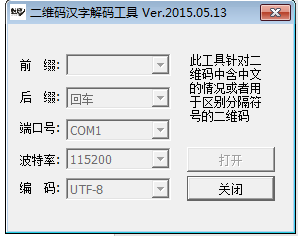 二维码汉字解码工具 Ver.2015.05.13
前 缀:
后 缀: 回车
端口号: COM1
波特率: 115200
编 码: UTF-8
此工具针对二
维码中含中文
的情况或者用
于区别分隔符
号的二维码
打开
关闭